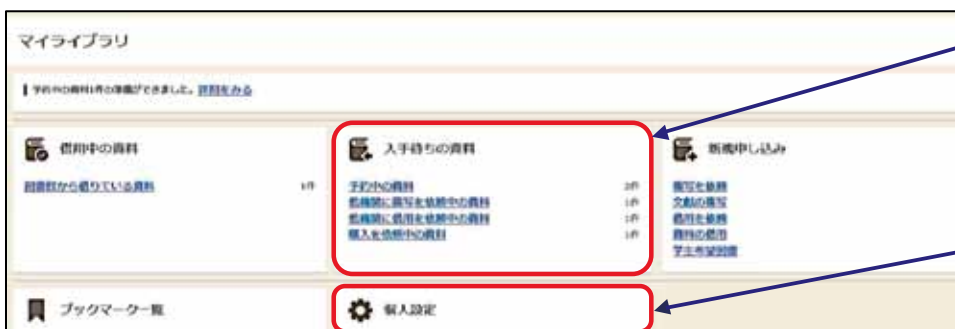 マイライブラリ
予約中の資料1件の準備ができました。詳細をみる
借用中の資料
図書館から借りている資料 1件
入手待ちの資料
予約中の資料 2件
他機関に複写を依頼中の資料 1件
他機関に借用を依頼中の資料 1件
購入を依頼中の資料 1件
新規申し込み
複写を依頼
文献の複写
借用を依頼
資料の借用
学生希望図書
ブックマーク一覧
個人設定